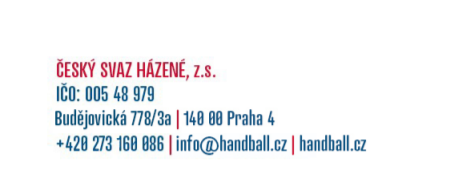 ČESKÝ SVAZ HÁZENÉ, z.s.
IČO: 005 48 979
Budějovická 778/3a | 140 00 Praha 4
+420 273 160 086 | info@handball.cz | handball.cz